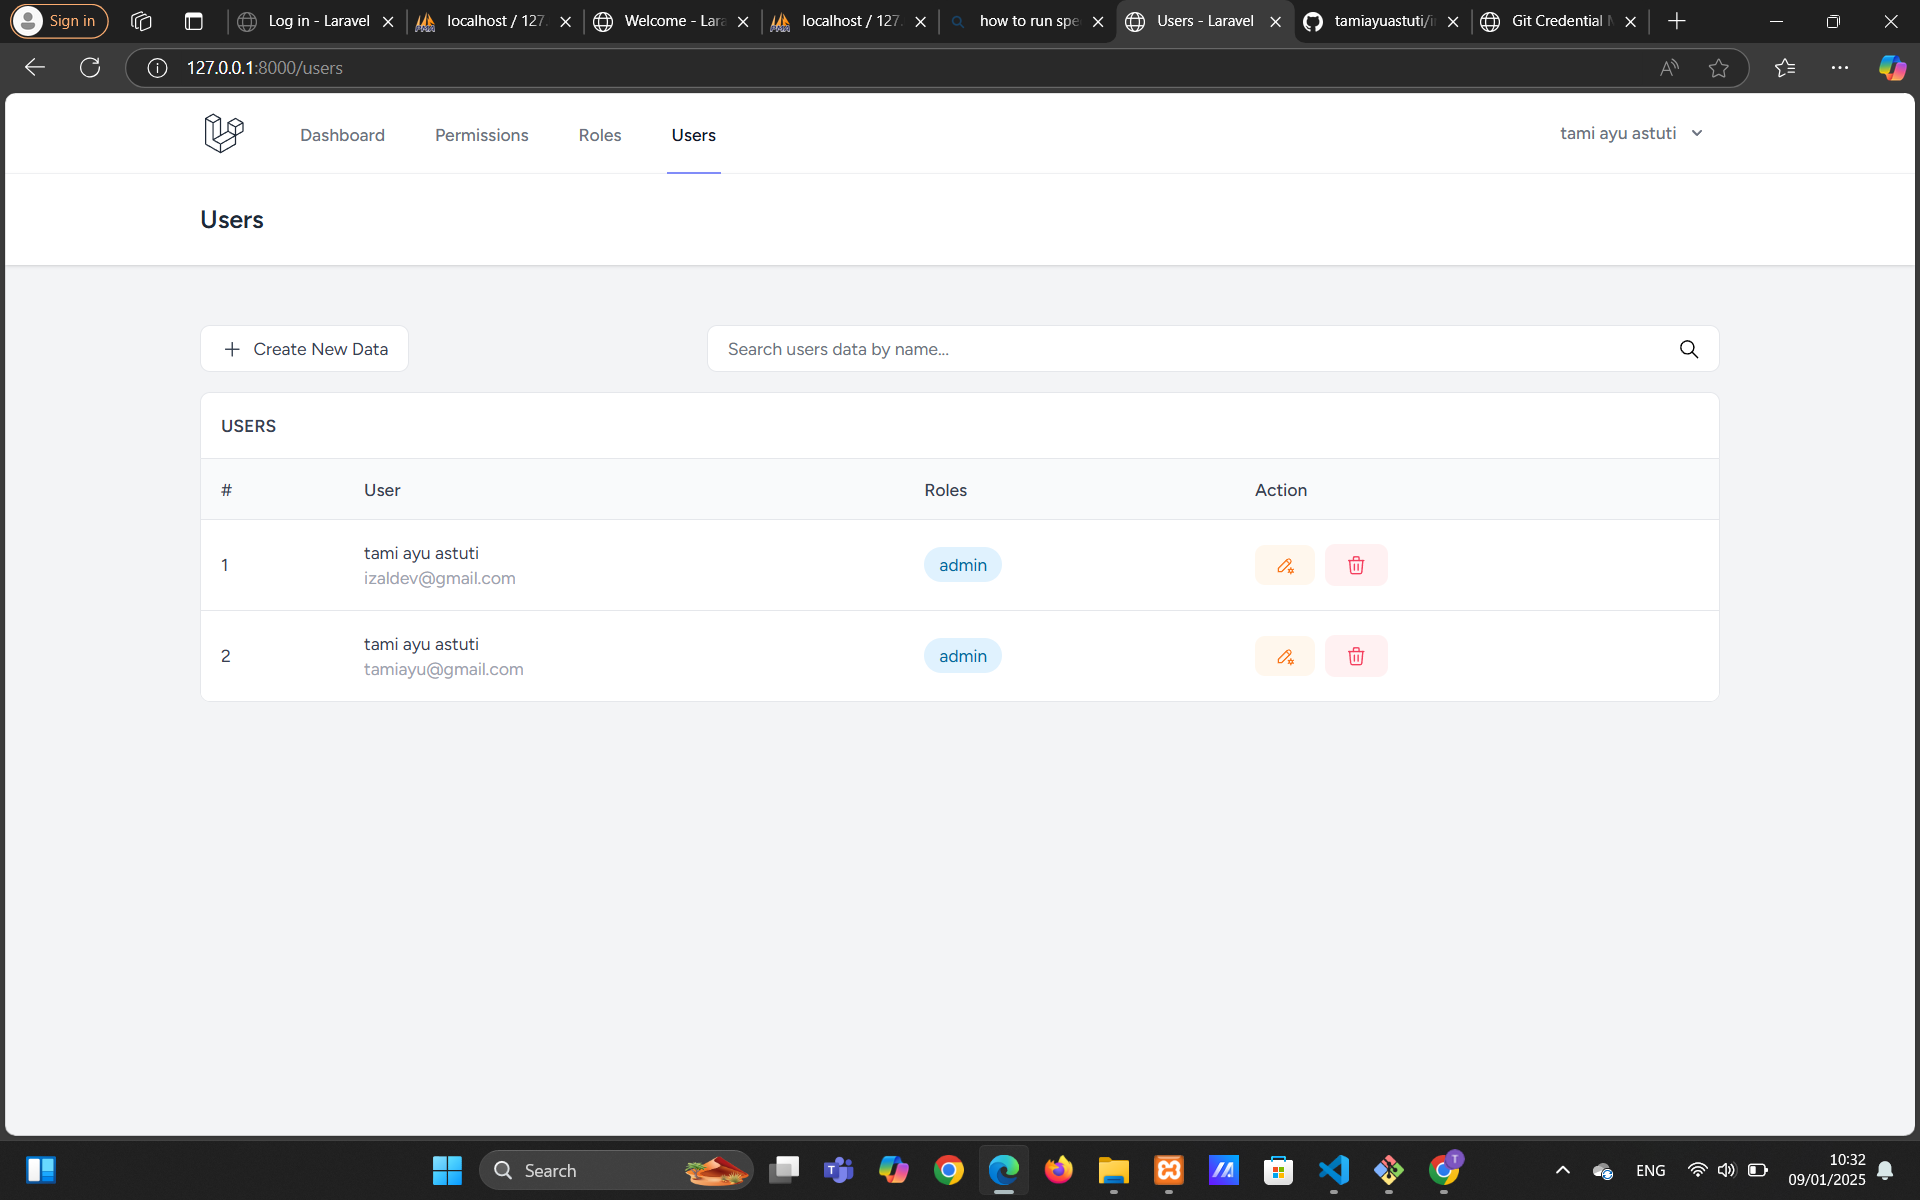 Sign in
Log in - Laravel
localhost / 127.
Welcome - Lara
localhost / 127.
how to run spe
Users - Laravel
tamiayuastuti/i
Git Credential M
127.0.0.1:8000/users
Dashboard
Permissions
Roles
Users
tami ayu astuti
Users
Create New Data
Search users data by name...
USERS
# User Roles Action
1 tami ayu astuti admin
izaldev@gmail.com
2 tami ayu astuti admin
tamiayu@gmail.com
Search
ENG
10:32
09/01/2025